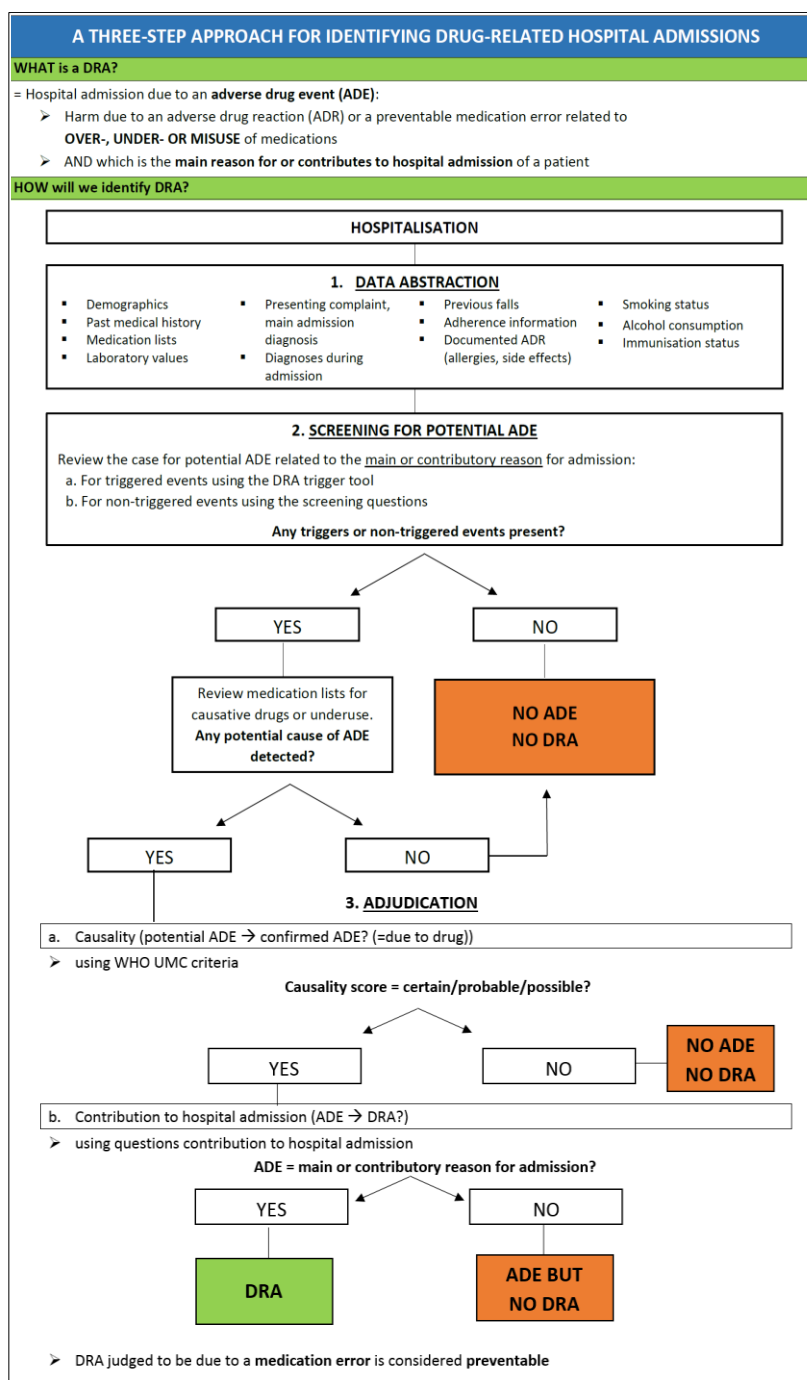 A THREE-STEP APPROACH FOR IDENTIFYING DRUG-RELATED HOSPITAL ADMISSIONS
WHAT is a DRA?
= Hospital admission due to an adverse drug event (ADE):
➢ Harm due to an adverse drug reaction (ADR) or a preventable medication error related to
OVER-, UNDER- OR MISUSE of medications
➢ AND which is the main reason for or contributes to hospital admission of a patient
HOW will we identify DRA?
HOSPITALISATION
1. DATA ABSTRACTION
▪ Demographics
▪ Past medical history
▪ Medication lists
▪ Laboratory values
▪ Presenting complaint,
main admission
diagnosis
▪ Diagnoses during
admission
▪ Previous falls
▪ Adherence information
▪ Documented ADR
(allergies, side effects)
▪ Smoking status
▪ Alcohol consumption
▪ Immunisation status
2. SCREENING FOR POTENTIAL ADE
Review the case for potential ADE related to the main or contributory reason for admission:
a. For triggered events using the DRA trigger tool
b. For non-triggered events using the screening questions
Any triggers or non-triggered events present?
YES
NO
Review medication lists for
causative drugs or underuse.
Any potential cause of ADE
detected?
NO ADE
NO DRA
YES
NO
3. ADJUDICATION
a. Causality (potential ADE → confirmed ADE? (=due to drug))
➢ using WHO UMC criteria
Causality score = certain/probable/possible?
YES
NO
NO ADE
NO DRA
b. Contribution to hospital admission (ADE → DRA?)
➢ using questions contribution to hospital admission
ADE = main or contributory reason for admission?
YES
NO
DRA
ADE BUT
NO DRA
➢ DRA judged to be due to a medication error is considered preventable